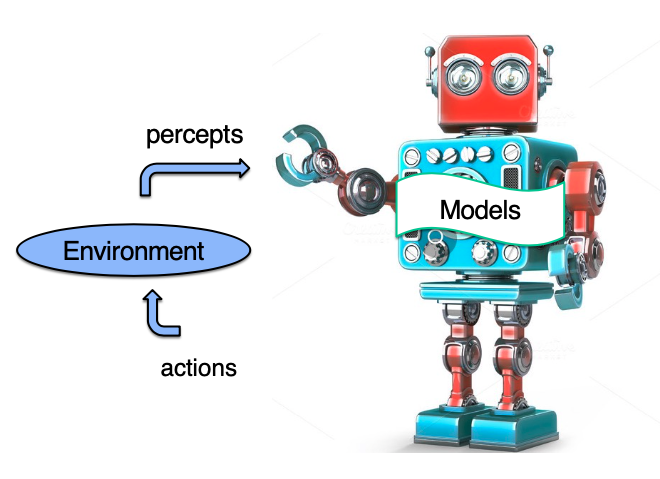 percepts
Models
Environment
actions